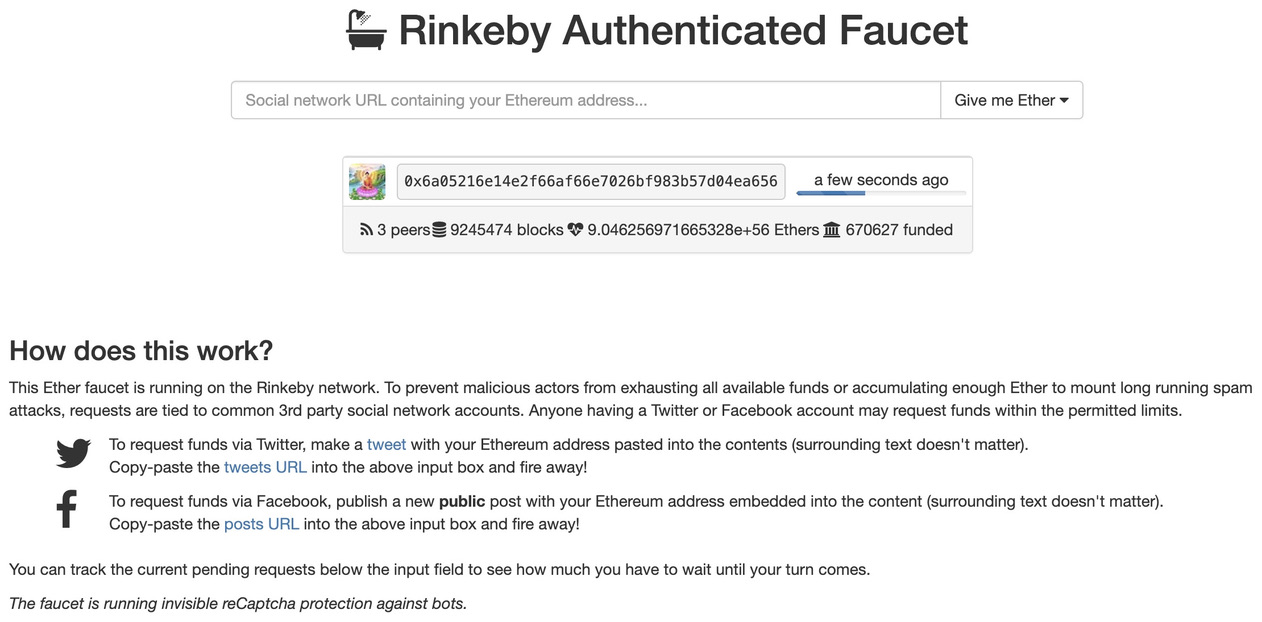 Rinkeby Authenticated Faucet
Social network URL containing your Ethereum address...
Give me Ether
0x6a05216e14e2f66af66e7026bf983b57d04ea656
a few seconds ago
3 peers 9245474 blocks 9.046256971665328e+56 Ethers 670627 funded
How does this work?
This Ether faucet is running on the Rinkeby network. To prevent malicious actors from exhausting all available funds or accumulating enough Ether to mount long running spam
attacks, requests are tied to common 3rd party social network accounts. Anyone having a Twitter or Facebook account may request funds within the permitted limits.
To request funds via Twitter, make a tweet with your Ethereum address pasted into the contents (surrounding text doesn't matter).
Copy-paste the tweets URL into the above input box and fire away!
To request funds via Facebook, publish a new public post with your Ethereum address embedded into the content (surrounding text doesn't matter).
Copy-paste the posts URL into the above input box and fire away!
You can track the current pending requests below the input field to see how much you have to wait until your turn comes.
The faucet is running invisible reCaptcha protection against bots.